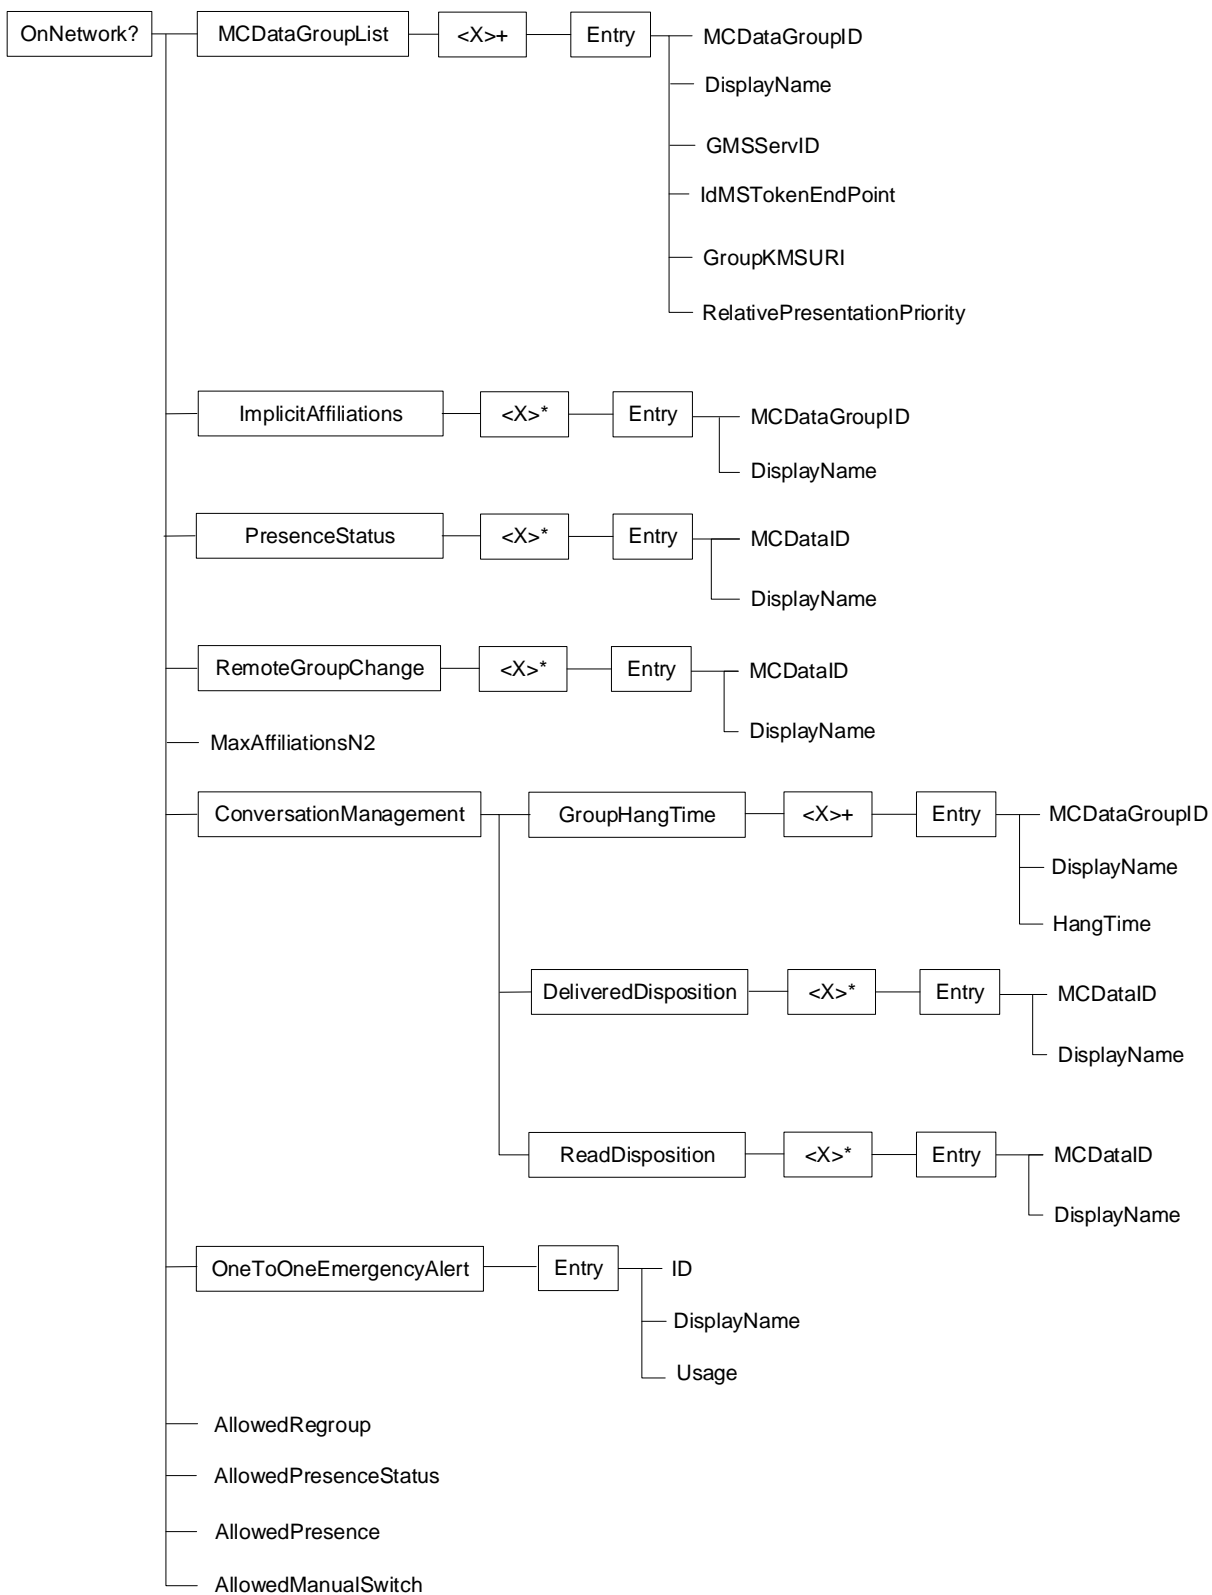 OnNetwork?
MCDataGroupList
<X>+
Entry
MCDataGroupID
DisplayName
GMSServID
IdMSTokenEndPoint
GroupKMSURI
RelativePresentationPriority
ImplicitAffiliations
<X>*
Entry
MCDataGroupID
DisplayName
PresenceStatus
<X>*
Entry
MCDataID
DisplayName
RemoteGroupChange
<X>*
Entry
MCDataID
DisplayName
MaxAffiliationsN2
ConversationManagement
GroupHangTime
<X>+
Entry
MCDataGroupID
DisplayName
HangTime
DeliveredDisposition
<X>*
Entry
MCDataID
DisplayName
ReadDisposition
<X>*
Entry
MCDataID
DisplayName
OneToOneEmergencyAlert
Entry
ID
DisplayName
Usage
AllowedRegroup
AllowedPresenceStatus
AllowedPresence
AllowedManualSwitch